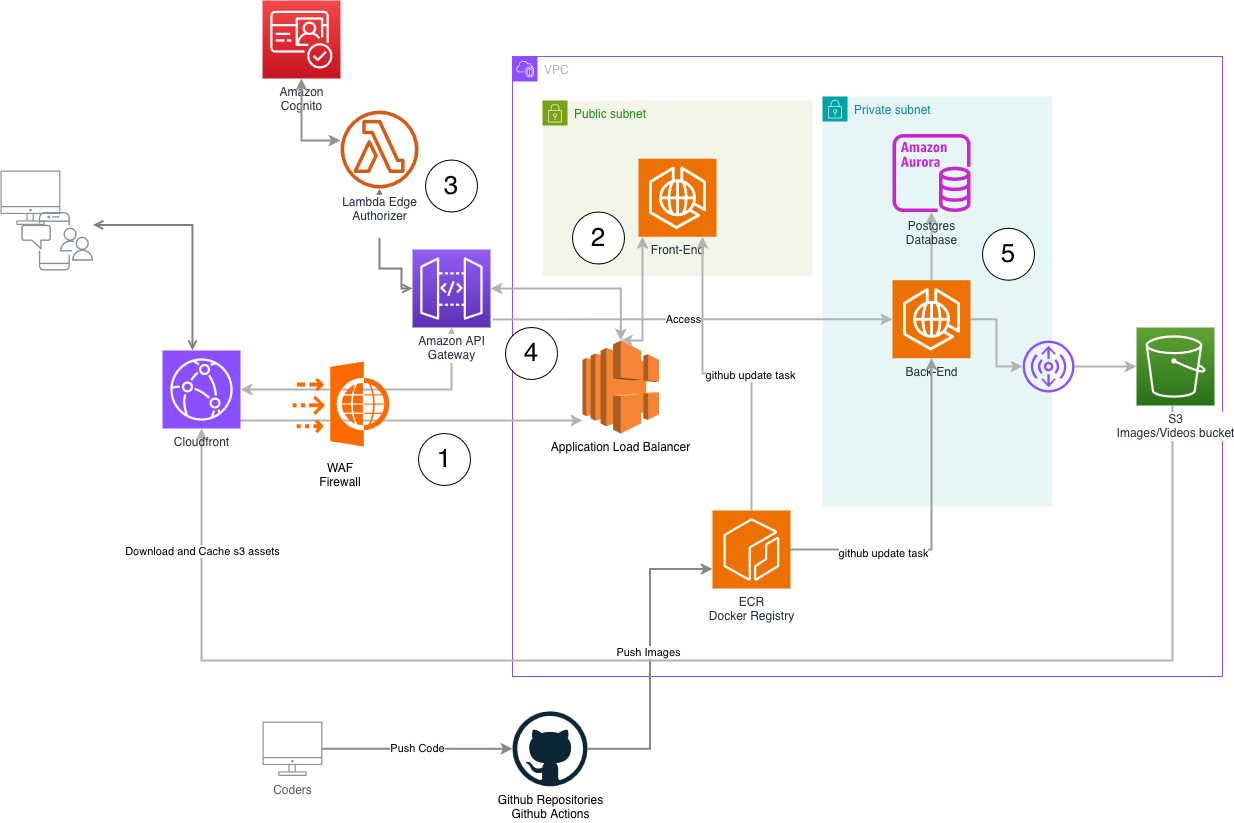 Amazon
Cognito
VPC
Public subnet
Private subnet
Amazon
Aurora
Lambda Edge
Authorizer
3
2
Front-End
Postgres
Database
5
Access
Amazon API
Gateway
4
Back-End
github update task
Cloudfront
WAF
Firewall
1
Application Load Balancer
S3
Images/Videos bucket
Download and Cache s3 assets
github update task
ECR
Docker Registry
Push Images
Push Code
Coders
Github Repositories
Github Actions